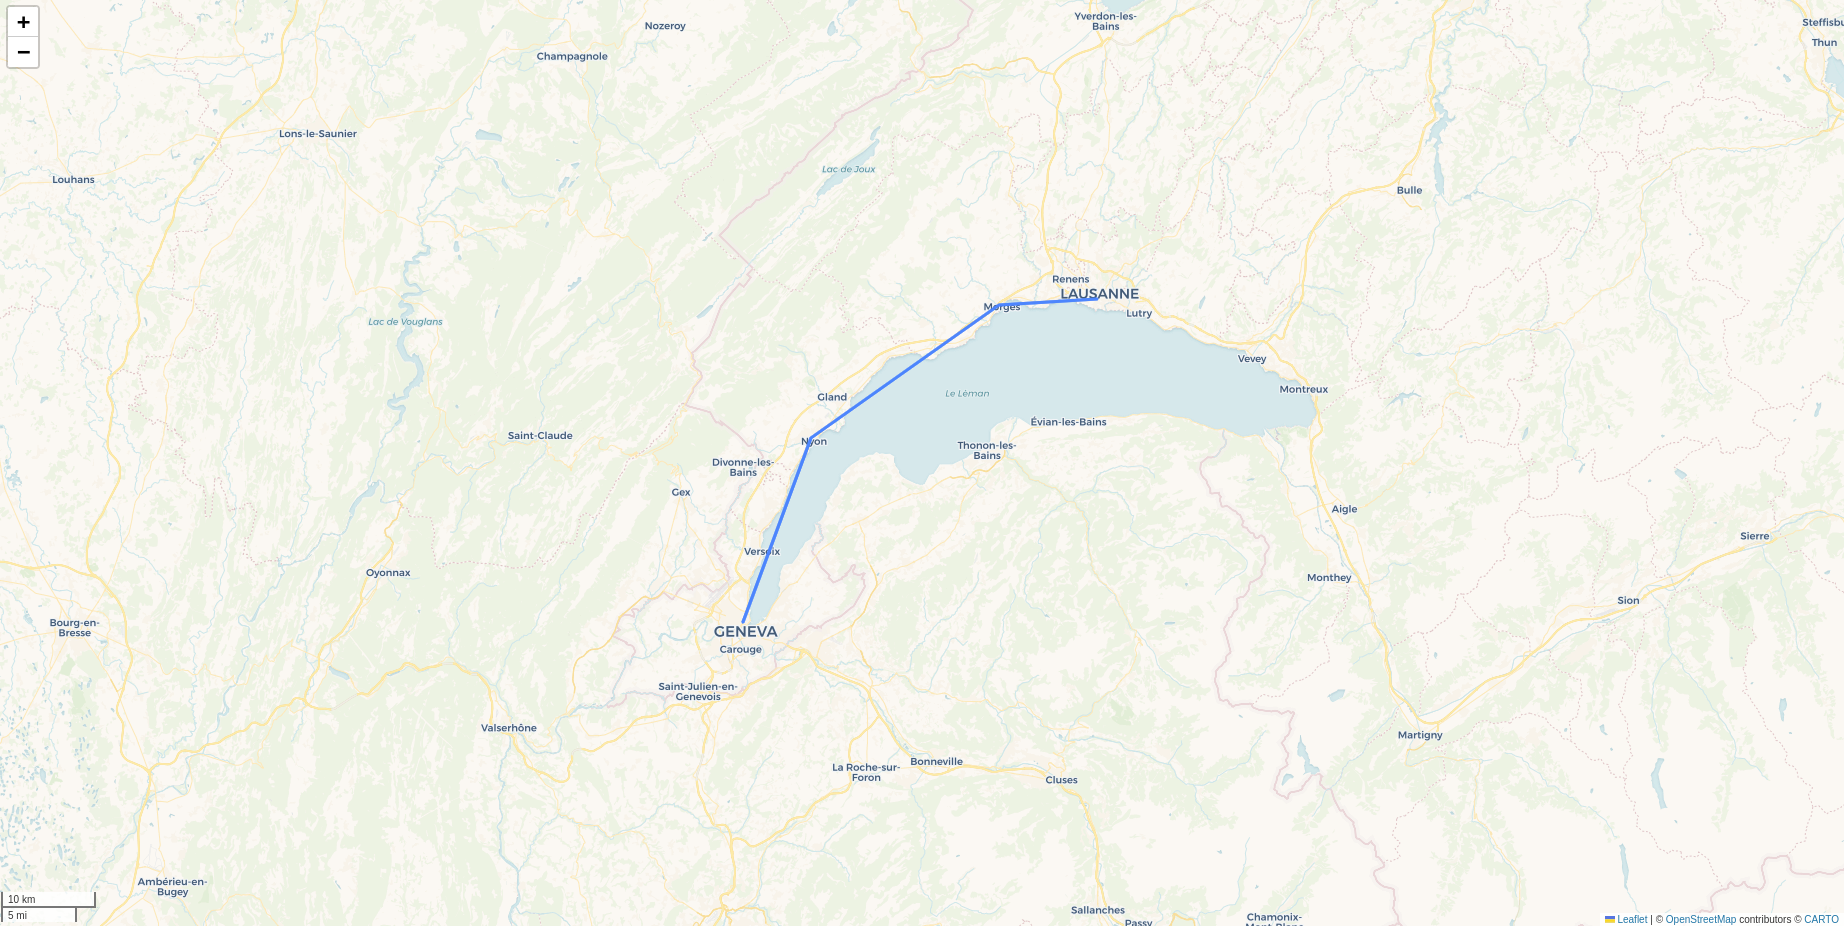 +
−
Nozeroy
Yverdon-les-
Bains
Steffisbu
Thun
Champagnole
Lons-le-Saunier
Louhans
Lac de Joux
Bulle
Renens
LAUSANNE
Morges
Lutry
Lac de Vouglans
Vevey
Montreux
Gland
Le Léman
Évian-les-Bains
Saint-Claude
Nyon
Thonon-les-
Bains
Divonne-les-
Bains
Gex
Aigle
Sierre
Versoix
Oyonnax
Monthey
Sion
Bourg-en-
Bresse
GENEVA
Carouge
Saint-Julien-en-
Genevois
Valserhône
Martigny
La Roche-sur-
Foron
Bonneville
Cluses
Ambérieu-en-
Bugey
Sallanches
Passy
Chamonix-
Mont-Blanc
10 km
5 mi
Leaflet | © OpenStreetMap contributors © CARTO